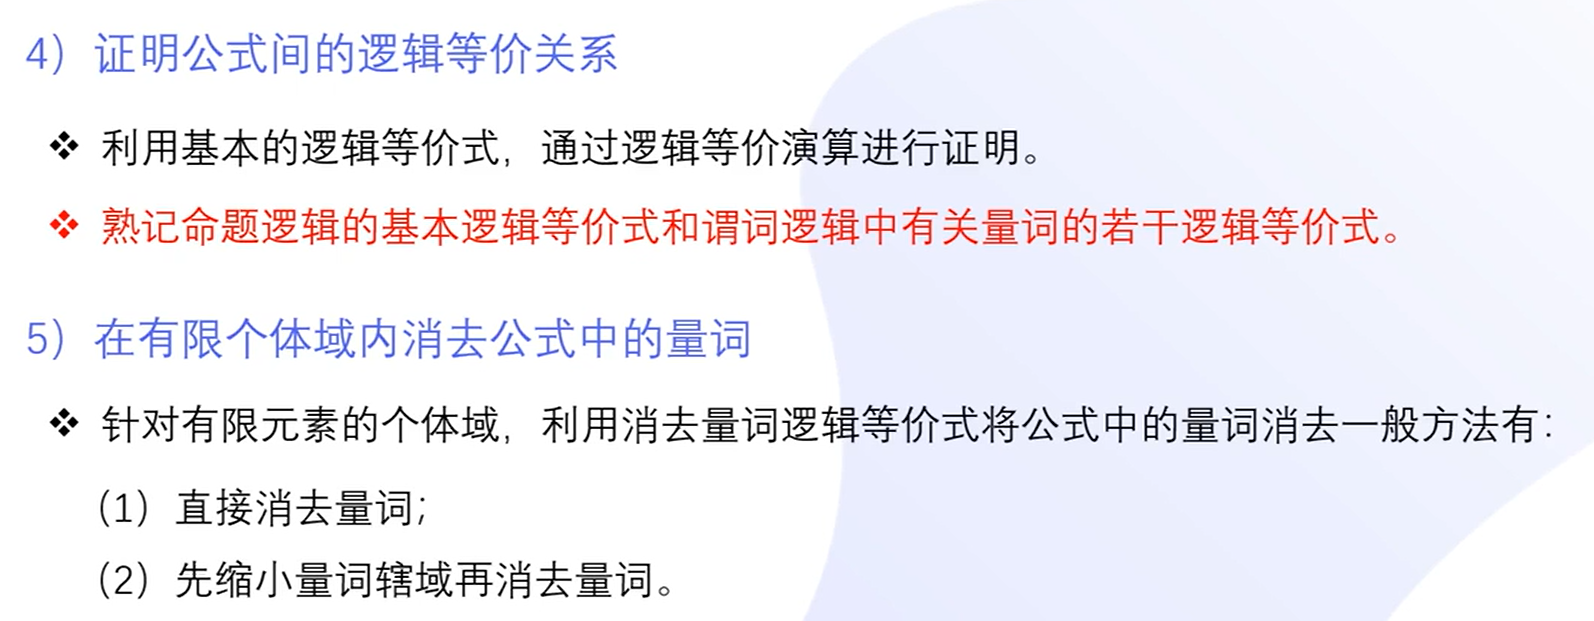 4）证明公式间的逻辑等价关系
❖ 利用基本的逻辑等价式，通过逻辑等价演算进行证明。
❖ 熟记命题逻辑的基本逻辑等价式和谓词逻辑中有关量词的若干逻辑等价式。
5）在有限个体域内消去公式中的量词
❖ 针对有限元素的个体域，利用消去量词逻辑等价式将公式中的量词消去一般方法有：
（1）直接消去量词；
（2）先缩小量词辖域再消去量词。